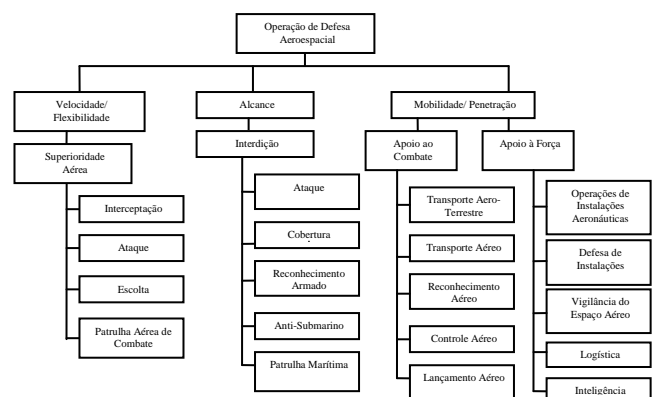 Operação de Defesa
Aeroespacial
Velocidade/
Flexibilidade
Alcance
Mobilidade/ Penetração
Superioridade
Aérea
Interdição
Apoio ao
Combate
Apoio à Força
Interceptação
Ataque
Escolta
Patrulha Aérea de
Combate
Ataque
Cobertura
Reconhecimento
Armado
Anti-Submarino
Patrulha Marítima
Transporte Aero-
Terrestre
Transporte Aéreo
Reconhecimento
Aéreo
Controle Aéreo
Lançamento Aéreo
Operações de
Instalações
Aeronáuticas
Defesa de
Instalações
Vigilância do
Espaço Aéreo
Logística
Inteligência